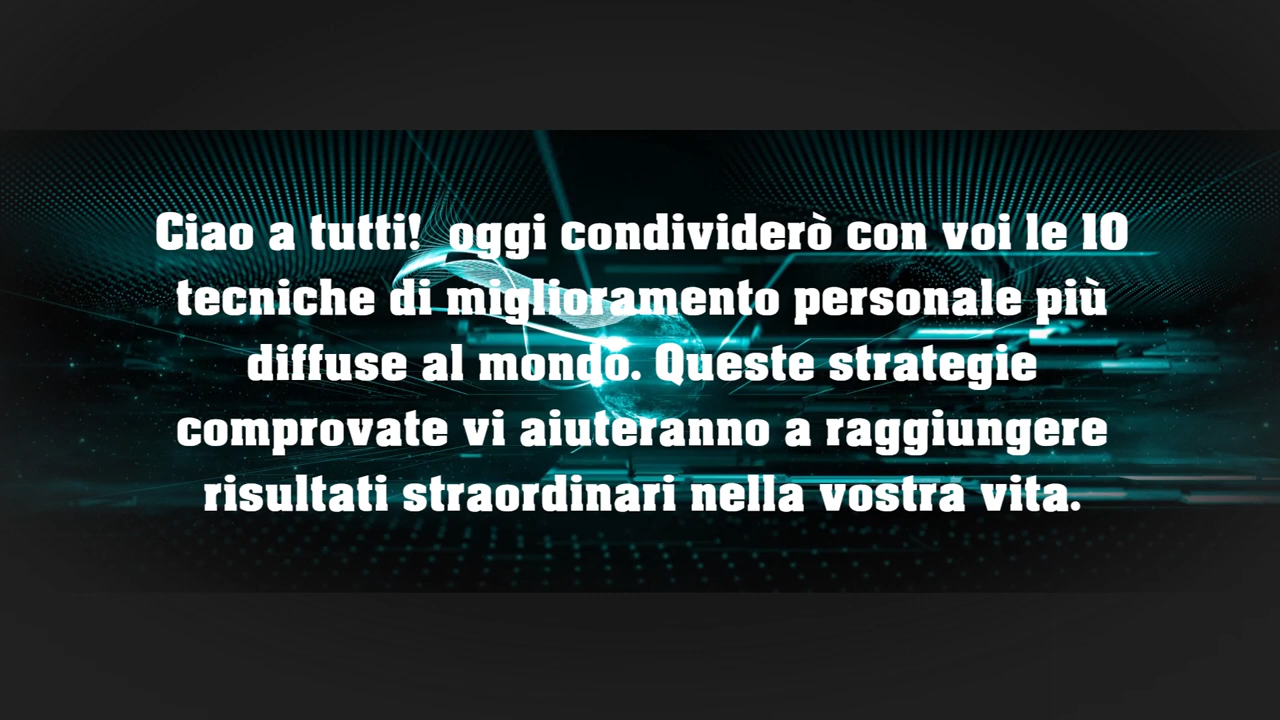 Ciao a tutti!  oggi condividerò con voi le 10
tecniche di miglioramento personale più
diffuse al mondo. Queste strategie
comprovate vi aiuteranno a raggiungere
risultati straordinari nella vostra vita.